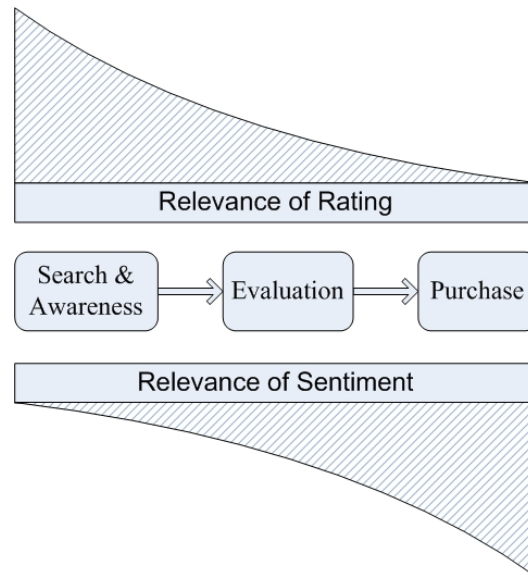 Relevance of Rating
Search &
Awareness
Evaluation
Purchase
Relevance of Sentiment